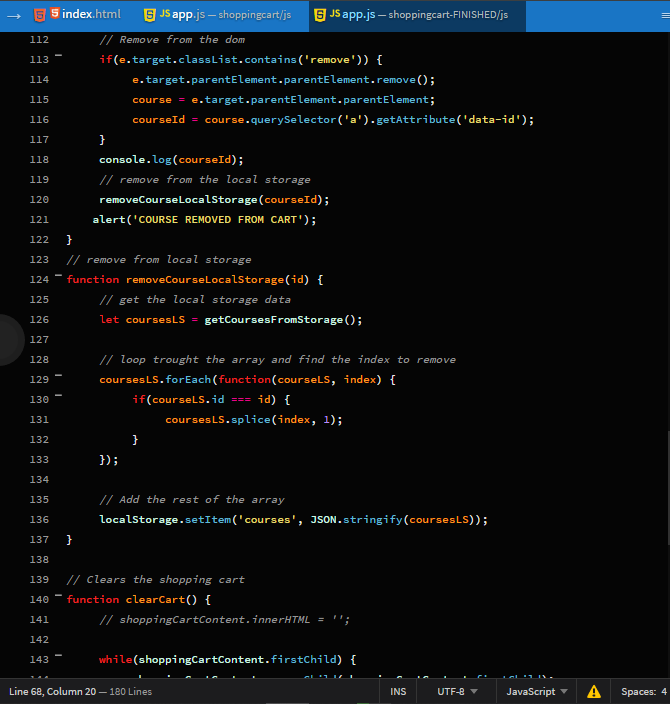 → index.html JS app.js — shoppingcart/js JS app.js — shoppingcart-FINISHED/js
112 // Remove from the dom
113 if(e.target.classList.contains('remove')) {
114 e.target.parentElement.parentElement.remove();
115 course = e.target.parentElement.parentElement;
116 courseId = course.querySelector('a').getAttribute('data-id');
117 }
118 console.log(courseId);
119 // remove from the local storage
120 removeCourseLocalStorage(courseId);
121 alert('COURSE REMOVED FROM CART');
122 }
123 // remove from local storage
124 function removeCourseLocalStorage(id) {
125 // get the local storage data
126 let coursesLS = getCoursesFromStorage();
127
128 // loop trought the array and find the index to remove
129 coursesLS.forEach(function(courseLS, index) {
130 if(courseLS.id === id) {
131 coursesLS.splice(index, 1);
132 }
133 });
134
135 // Add the rest of the array
136 localStorage.setItem('courses', JSON.stringify(coursesLS));
137 }
138
139 // Clears the shopping cart
140 function clearCart() {
141 // shoppingCartContent.innerHTML = '';
142
143 while(shoppingCartContent.firstChild) {
Line 68, Column 20 — 180 Lines INS UTF-8 JavaScript Spaces: 4